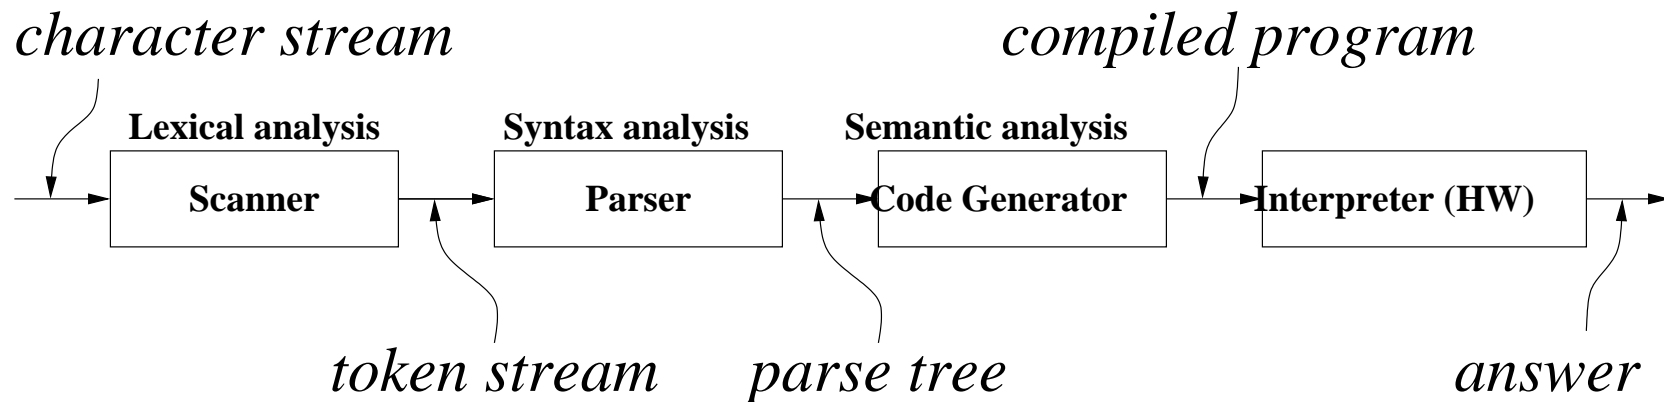 character stream
compiled program
Lexical analysis
Syntax analysis
Semantic analysis
Scanner
Parser
Code Generator
Interpreter (HW)
token stream
parse tree
answer